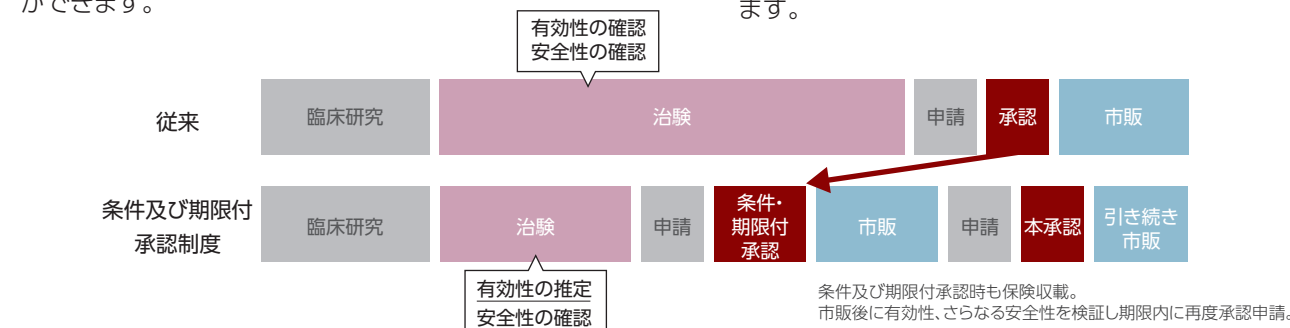 ができます。
ます。
有効性の確認
安全性の確認
従来
臨床研究
治験
申請
承認
市販
条件及び期限付
承認制度
臨床研究
治験
申請
条件・
期限付
承認
市販
申請
本承認
引き続き
市販
有効性の推定
安全性の確認
条件及び期限付承認時も保険収載。
市販後に有効性、さらなる安全性を検証し期限内に再度承認申請。